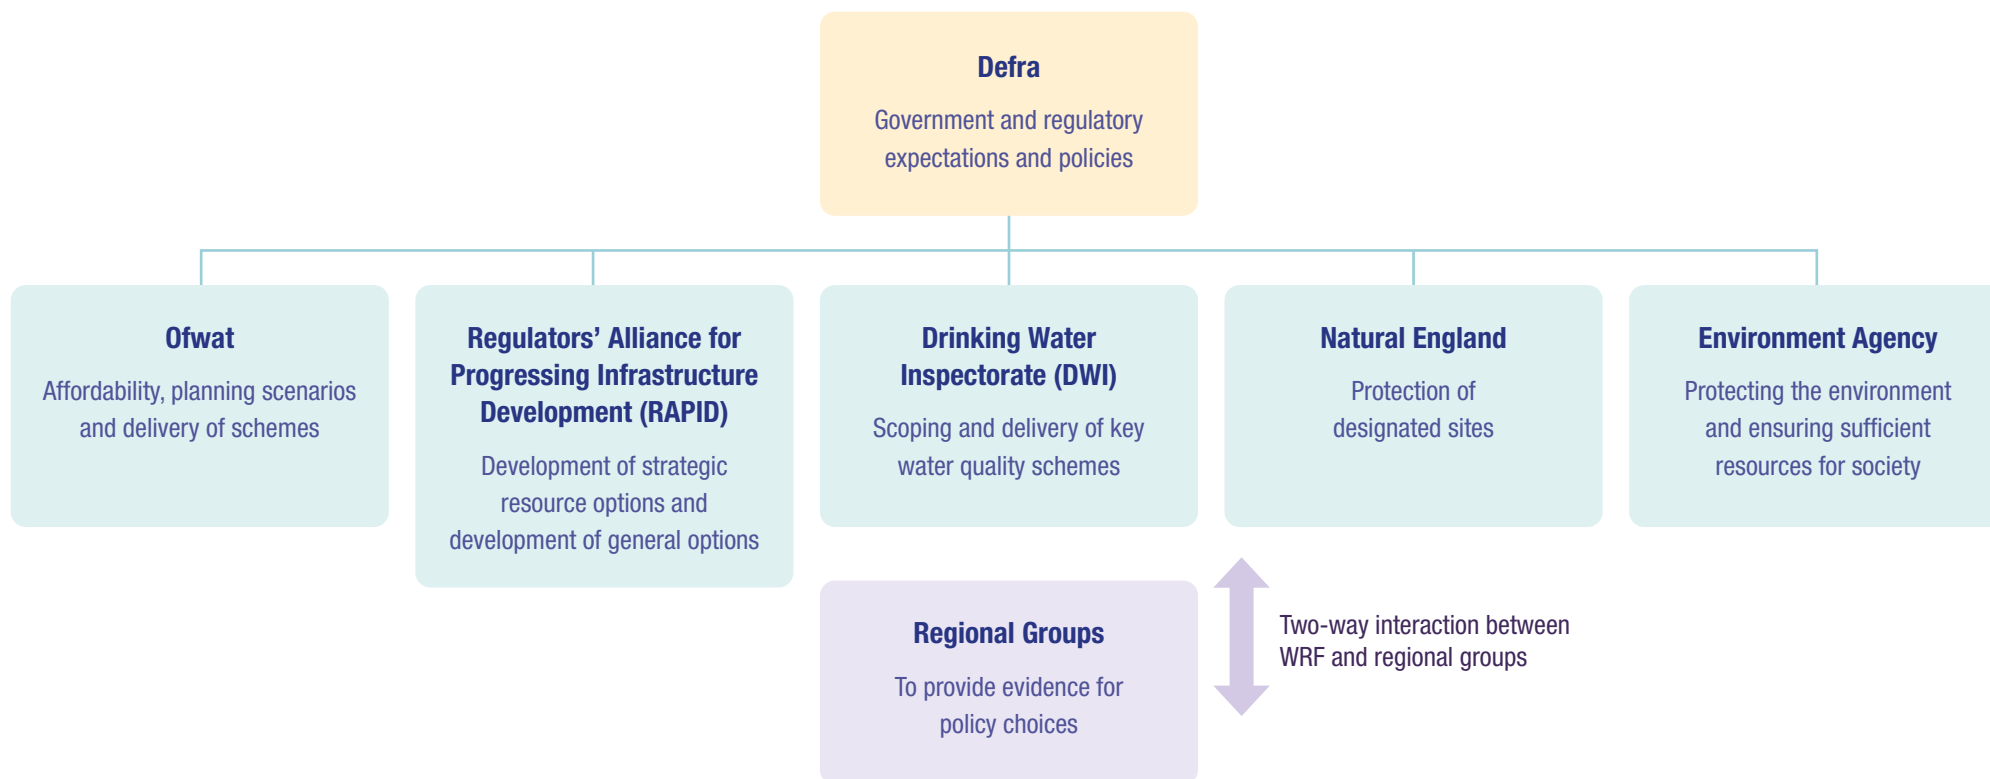 Defra
Government and regulatory
expectations and policies
Ofwat
Affordability, planning scenarios
and delivery of schemes
Regulators’ Alliance for
Progressing Infrastructure
Development (RAPID)
Development of strategic
resource options and
development of general options
Drinking Water
Inspectorate (DWI)
Scoping and delivery of key
water quality schemes
Natural England
Protection of
designated sites
Environment Agency
Protecting the environment
and ensuring sufficient
resources for society
Regional Groups
To provide evidence for
policy choices
Two-way interaction between
WRF and regional groups